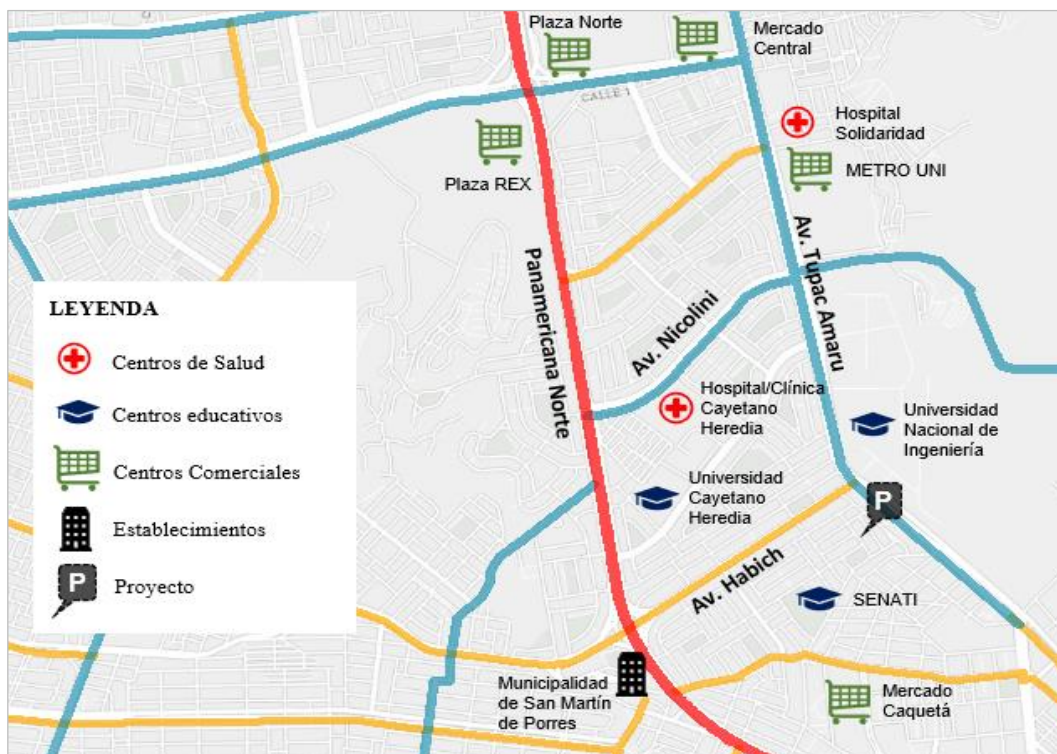 Plaza Norte
Mercado
Central
CALLE 1
Hospital
Solidaridad
METRO UNI
Plaza REX
Panamericana Norte
Av. Tupac Amaru
Av. Nicolini
LEYENDA
Centros de Salud
Centros educativos
Centros Comerciales
Establecimientos
P
Proyecto
Hospital/Clínica
Cayetano
Heredia
Universidad
Nacional de
Ingeniería
Universidad
Cayetano
Heredia
P
Av. Habich
SENATI
Municipalidad
de San Martín
de Porres
Mercado
Caquetá